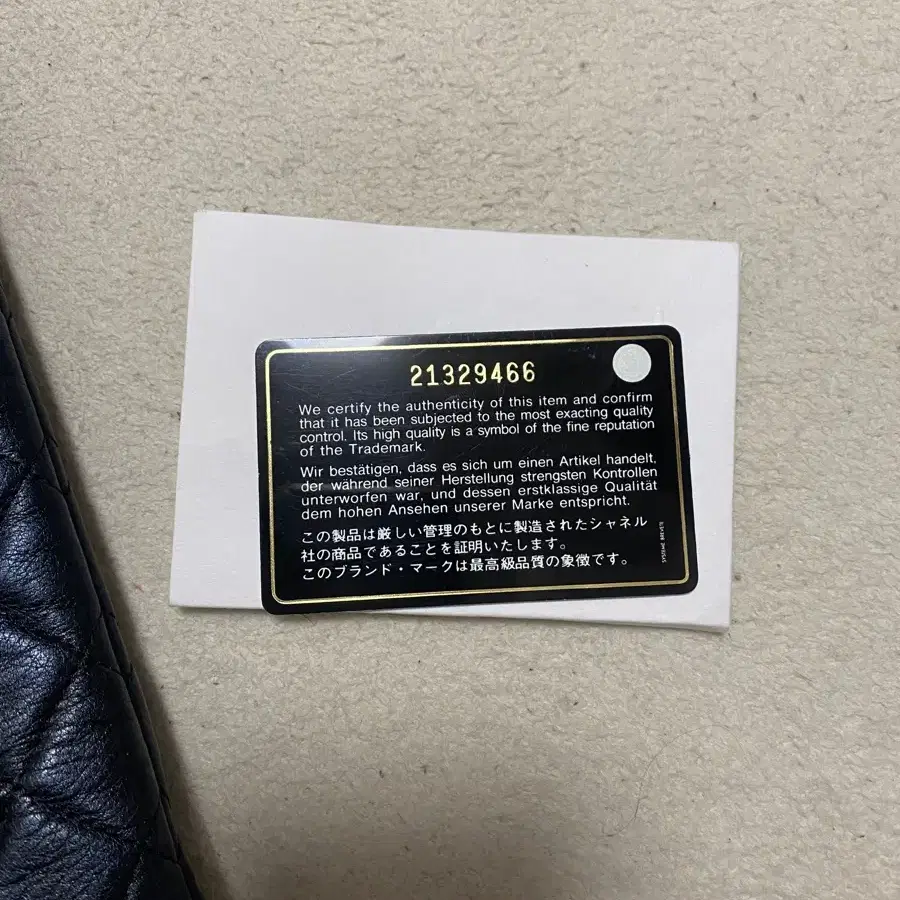 21329466
We certify the authenticity of this item and confirm
that it has been subjected to the most exacting quality
control. Its high quality is a symbol of the fine reputation
of the Trademark.
Wir bestätigen, dass es sich um einen Artikel handelt,
der während seiner Herstellung strengsten Kontrollen
unterworfen war, und dessen erstklassige Qualität
dem hohen Ansehen unserer Marke entspricht.
この製品は厳しい管理のもとに製造されたシャネル
社の商品であることを証明いたします。
このブランド・マークは最高級品質の象徴です。
SYSTEME BREVETE